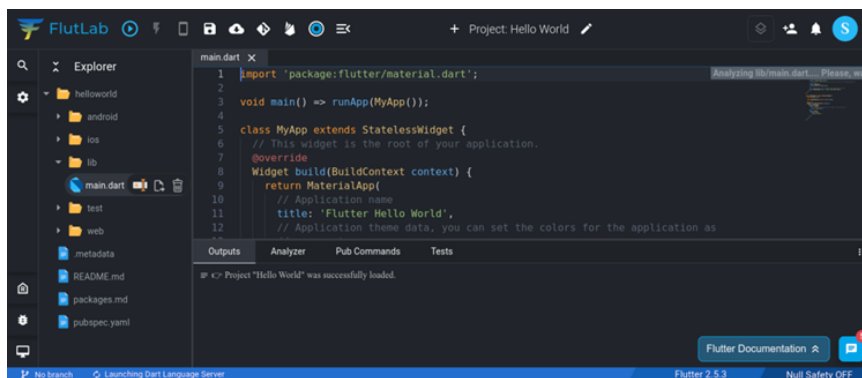 FlutLab
+ Project: Hello World
S
Explorer
helloworld
android
ios
lib
main.dart
test
web
.metadata
README.md
packages.md
pubspec.yaml
main.dart X
Analyzing lib/main.dart.... Please,
1 import 'package:flutter/material.dart';
2
3 void main() => runApp(MyApp());
4
5 class MyApp extends StatelessWidget {
6 // This widget is the root of your application.
7 @override
8 Widget build(BuildContext context) {
9 return MaterialApp(
10 // Application name
11 title: 'Flutter Hello World',
12 // Application theme data, you can set the colors for the application as
Outputs Analyzer Pub Commands Tests
Project "Hello World" was successfully loaded.
Flutter Documentation
No branch Launching Dart Language Server Flutter 2.5.3 Null Safety OFF